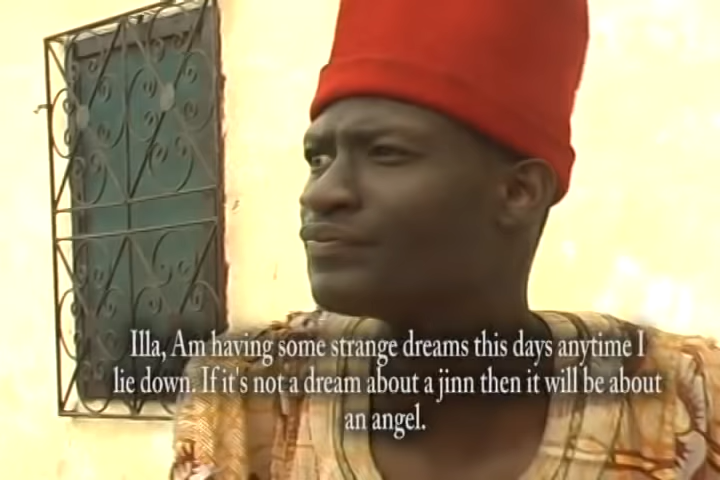 Illa, Am having some strange dreams this days anytime I
lie down. If it's not a dream about a jinn then it will be about
an angel.